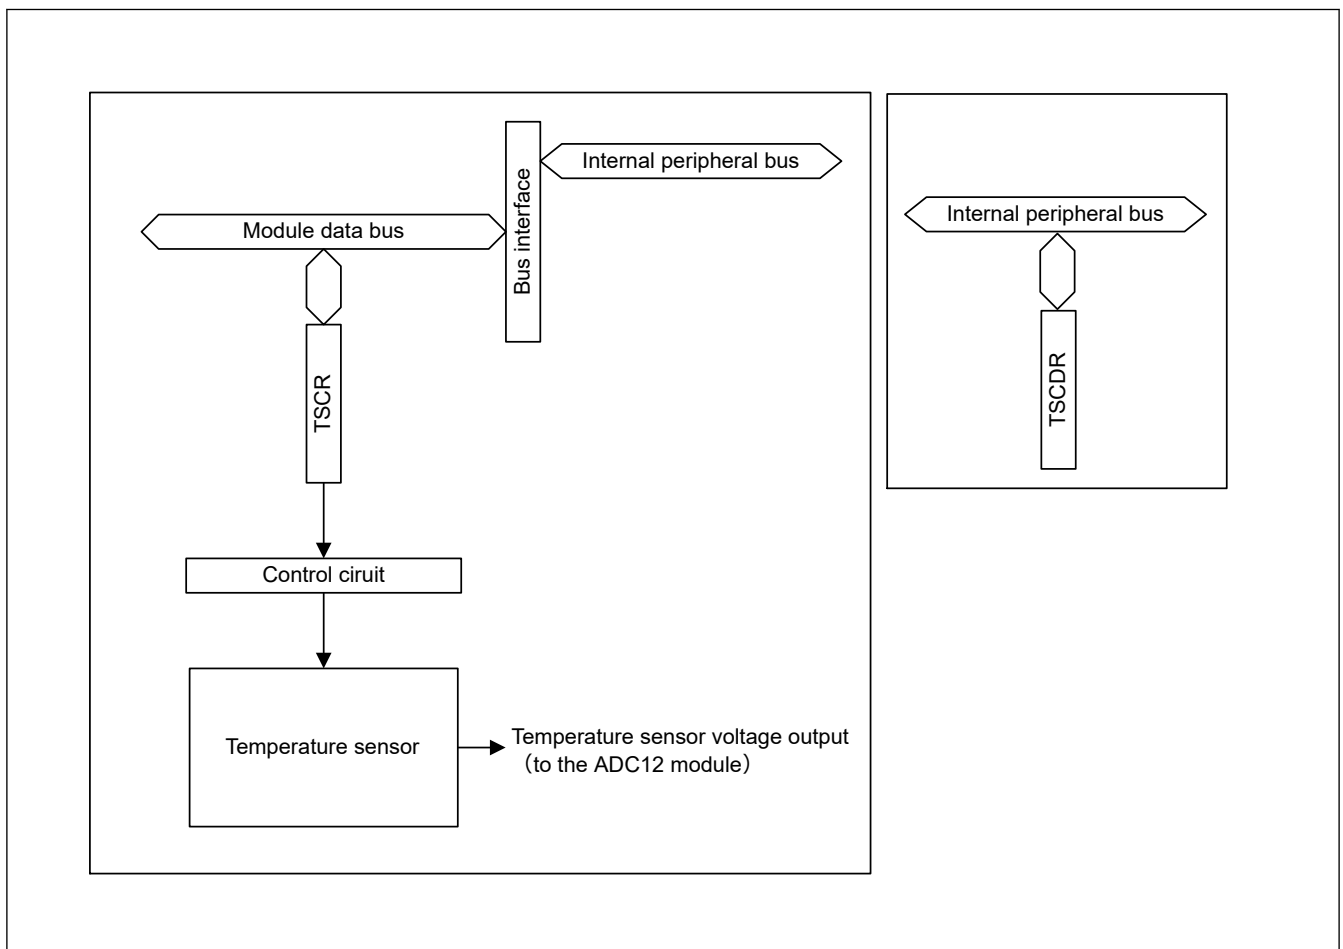 Internal peripheral bus
Module data bus
Bus interface
TSCR
Control ciruit
Temperature sensor
Temperature sensor voltage output
（to the ADC12 module）
Internal peripheral bus
TSCDR